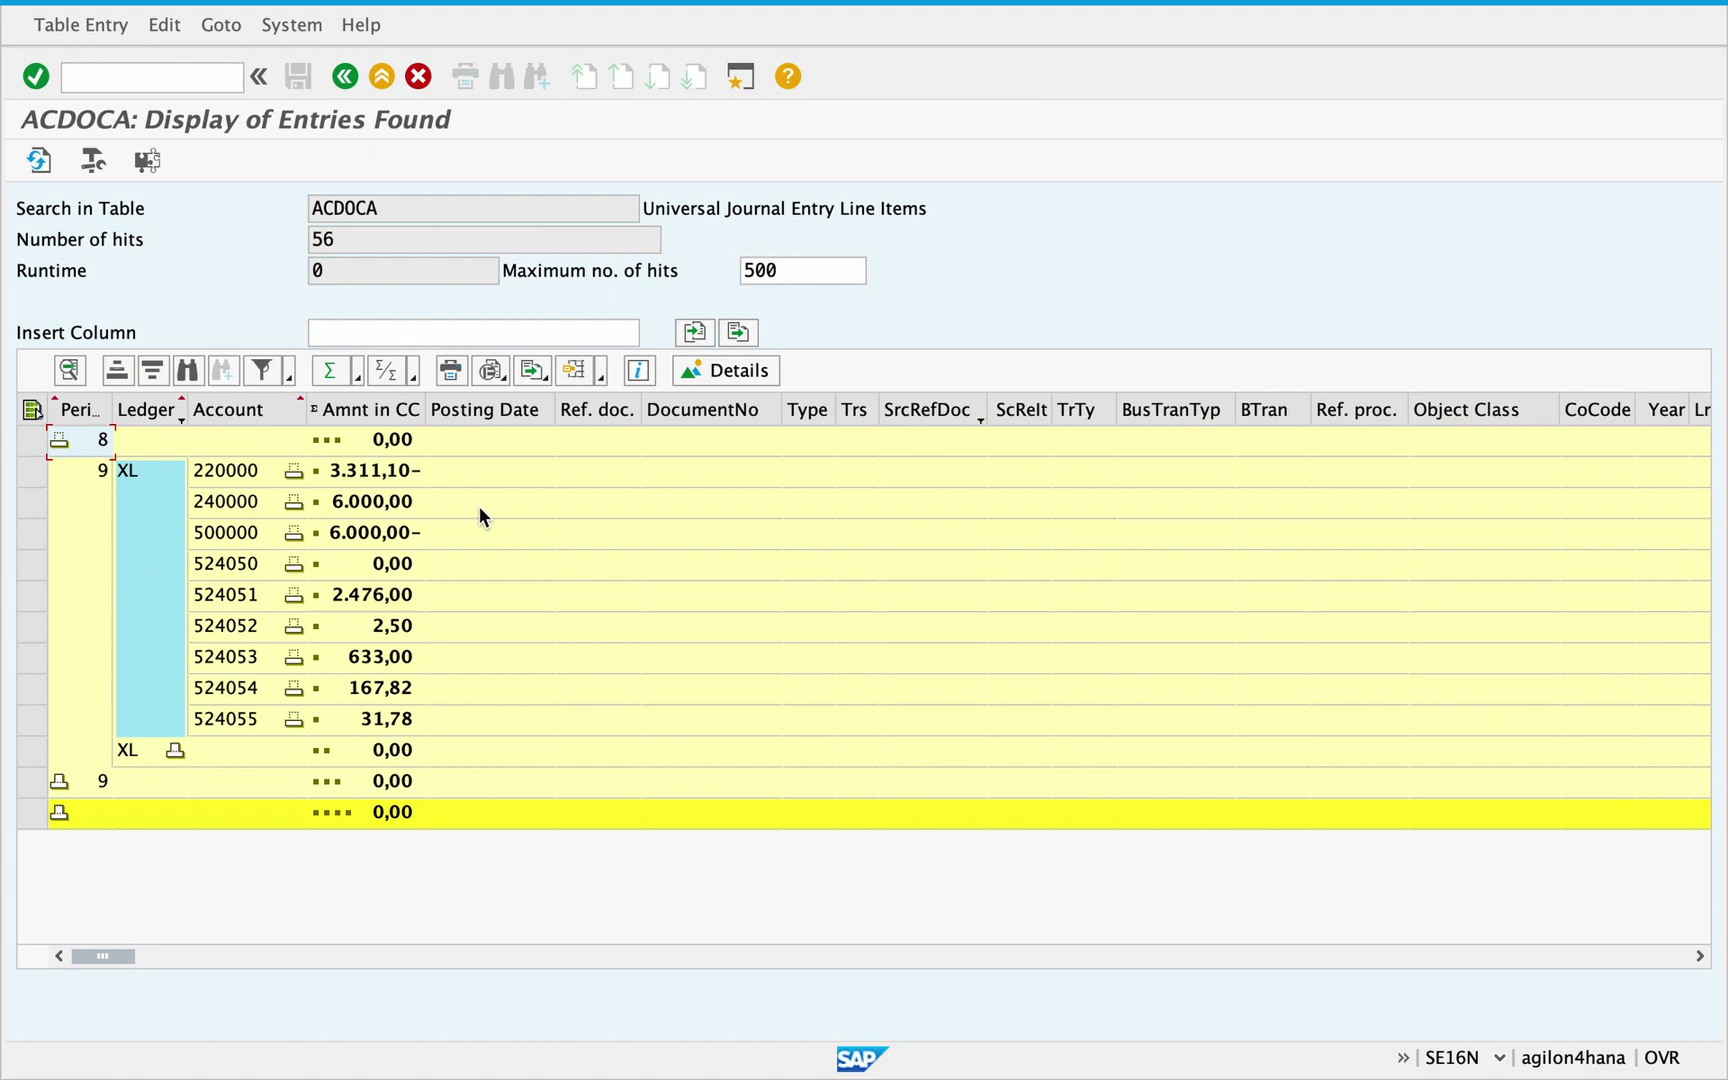 Table Entry Edit Goto System Help
ACDOCA: Display of Entries Found
Search in Table ACDOCA Universal Journal Entry Line Items
Number of hits 56
Runtime 0 Maximum no. of hits 500
Insert Column
Details
Peri... Ledger Account Σ Amnt in CC Posting Date Ref. doc. DocumentNo Type Trs SrcRefDoc ScReIt TrTy BusTranTyp BTran Ref. proc. Object Class CoCode Year Lr
8 0,00
9 XL 220000 3.311,10-
240000 6.000,00
500000 6.000,00-
524050 0,00
524051 2.476,00
524052 2,50
524053 633,00
524054 167,82
524055 31,78
XL 0,00
9 0,00
0,00
SAP SE16N agilon4hana OVR